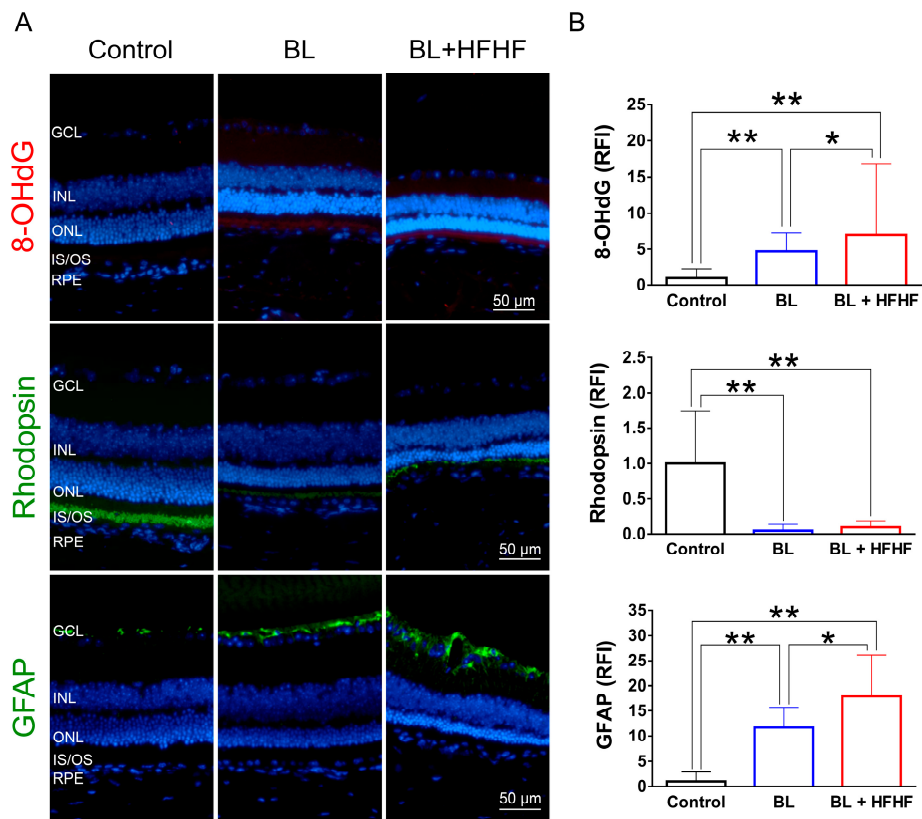 A
B
Control BL BL+HFHF
8-OHdG
GCL
INL
ONL
IS/OS
RPE
50 µm
Rhodopsin
GCL
INL
ONL
IS/OS
RPE
50 µm
GFAP
GCL
INL
ONL
IS/OS
RPE
50 µm
8-OHdG (RFI)
25
20
15
10
5
0
**
**
*
Control BL BL + HFHF
Rhodopsin (RFI)
2.5
2.0
1.5
1.0
0.5
0.0
**
**
Control BL BL + HFHF
GFAP (RFI)
35
30
25
20
15
10
5
0
**
**
*
Control BL BL + HFHF